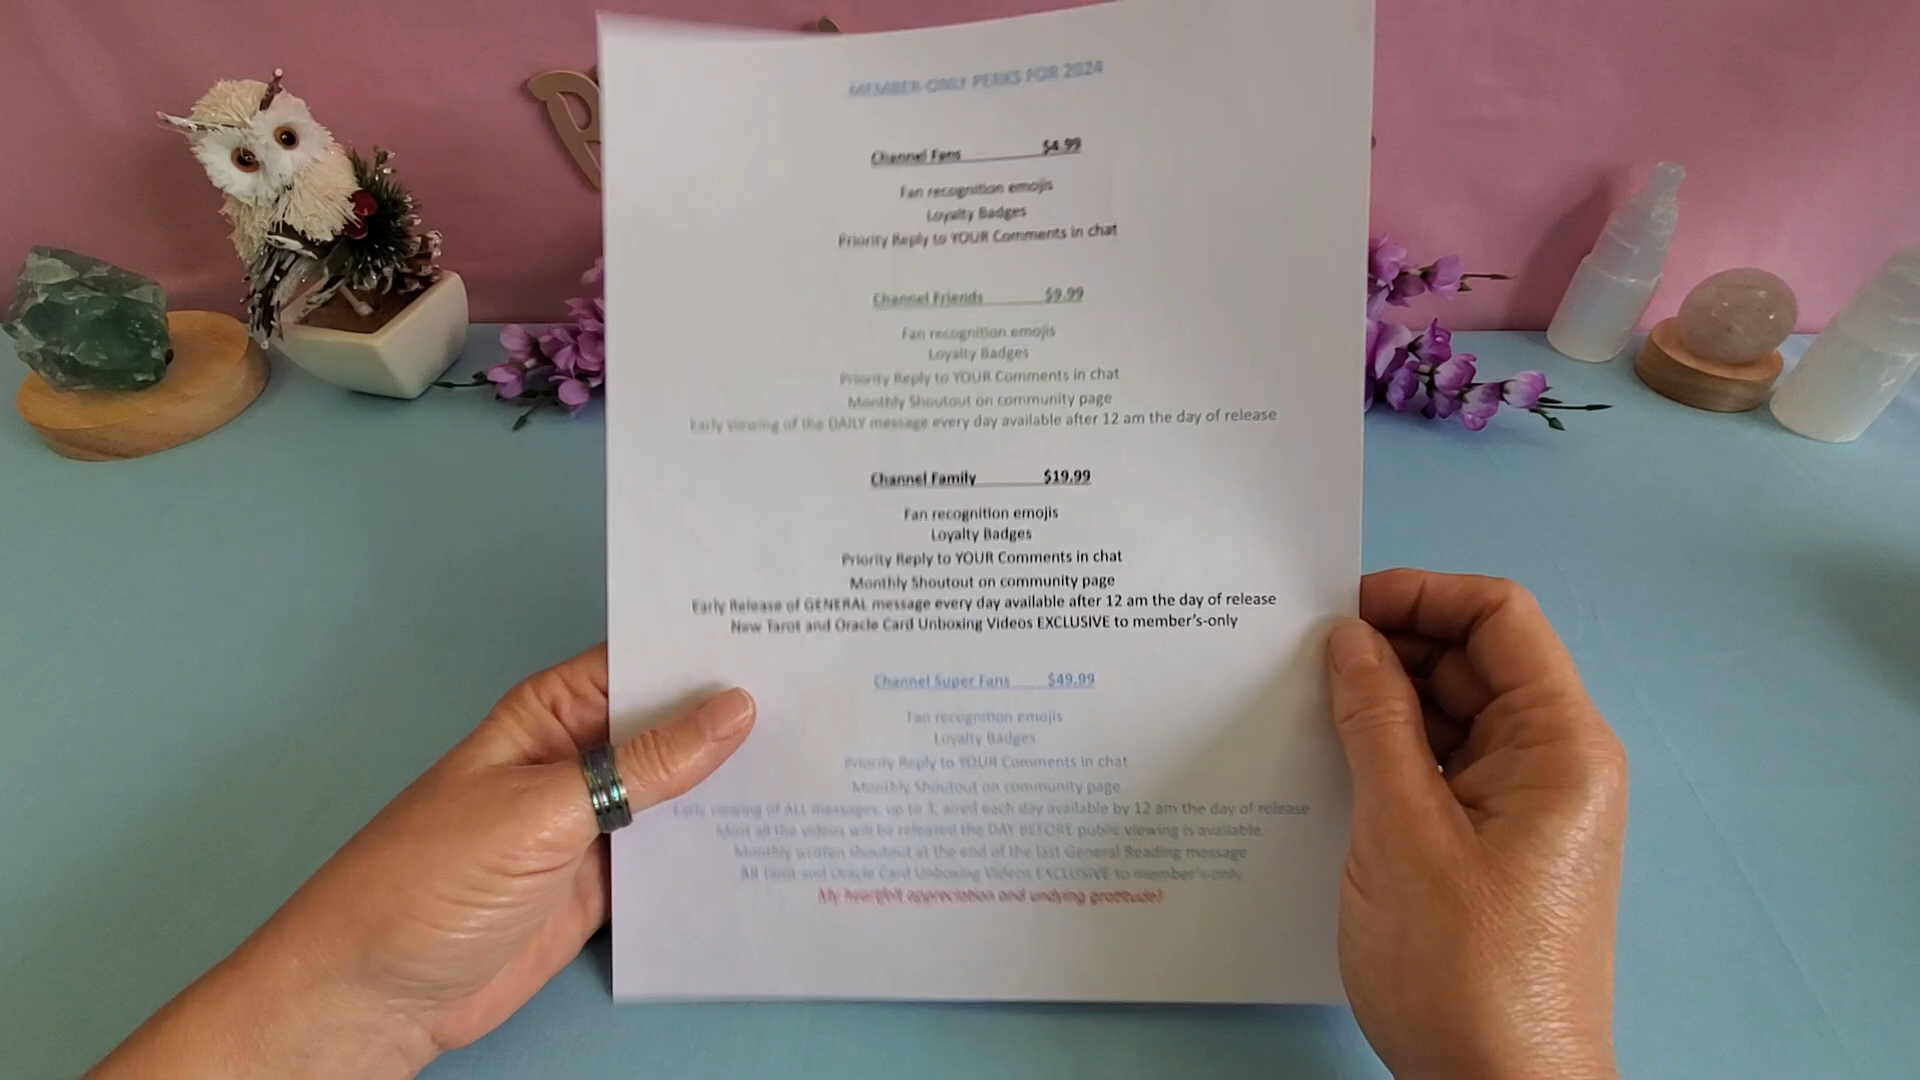 MEMBER-ONLY PERKS FOR 2024
Channel Fans $4.99
Fan recognition emojis
Loyalty Badges
Priority Reply to YOUR Comments in chat
Channel Friends $9.99
Fan recognition emojis
Loyalty Badges
Priority Reply to YOUR Comments in chat
Monthly Shoutout on community page
Early viewing of the DAILY message every day available after 12 am the day of release
Channel Family $19.99
Fan recognition emojis
Loyalty Badges
Priority Reply to YOUR Comments in chat
Monthly Shoutout on community page
Early Release of GENERAL message every day available after 12 am the day of release
New Tarot and Oracle Card Unboxing Videos EXCLUSIVE to member's-only
Channel Super Fans $49.99
Fan recognition emojis
Loyalty Badges
Priority Reply to YOUR Comments in chat
Monthly Shoutout on community page
Early viewing of ALL messages, up to 3, aired each day available by 12 am the day of release
Most all the videos will be released the DAY BEFORE public viewing is available.
Monthly written shoutout at the end of the last General Reading message
All Tarot and Oracle Card Unboxing Videos EXCLUSIVE to member's-only
My heartfelt appreciation and undying gratitude!